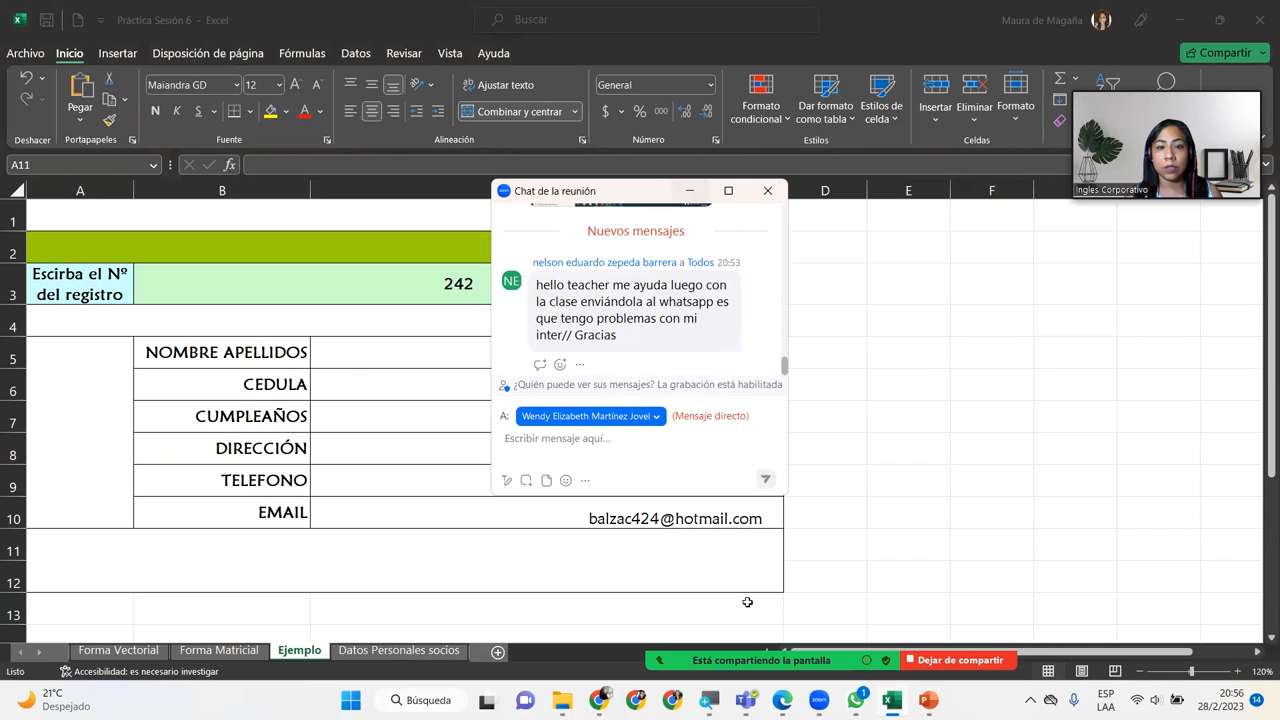 Práctica Sesión 6 - Excel
Buscar
Maura de Magaña
Archivo Inicio Insertar Disposición de página Fórmulas Datos Revisar Vista Ayuda
Compartir
Pegar
Maiandra GD 12
N K S
Ajustar texto
Combinar y centrar
General
$ % 000
Formato condicional
Dar formato como tabla
Estilos de celda
Insertar Eliminar Formato
Deshacer Portapapeles Fuente Alineación Número Estilos Celdas
A11
fx
Ingles Corporativo
A B D E F G
1
2
3 Escirba el Nº del registro 242
4
5 NOMBRE APELLIDOS
6 CEDULA
7 CUMPLEAÑOS
8 DIRECCIÓN
9 TELEFONO
10 EMAIL balzac424@hotmail.com
11
12
13
zoom Chat de la reunión
Nuevos mensajes
nelson eduardo zepeda barrera a Todos 20:53
NE
hello teacher me ayuda luego con
la clase enviándola al whatsapp es
que tengo problemas con mi
inter// Gracias
¿Quién puede ver sus mensajes? La grabación está habilitada
A: Wendy Elizabeth Martínez Jovel (Mensaje directo)
Escribir mensaje aquí...
Forma Vectorial Forma Matricial Ejemplo Datos Personales socios
Está compartiendo la pantalla Dejar de compartir
Listo Accesibilidad: es necesario investigar
120%
21°C
Despejado
Búsqueda
1
ESP
LAA
20:56
28/2/2023
14